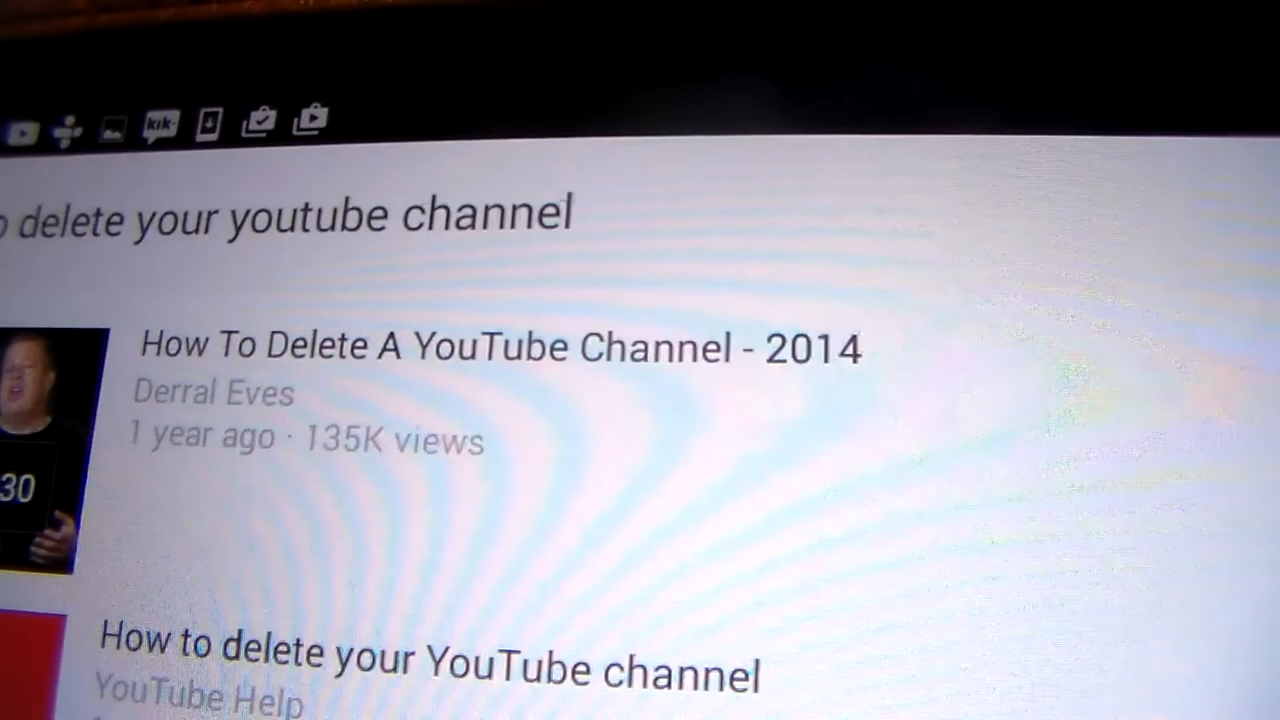 kik
delete your youtube channel
How To Delete A YouTube Channel - 2014
Derral Eves
1 year ago · 135K views
30
How to delete your YouTube channel
YouTube Help